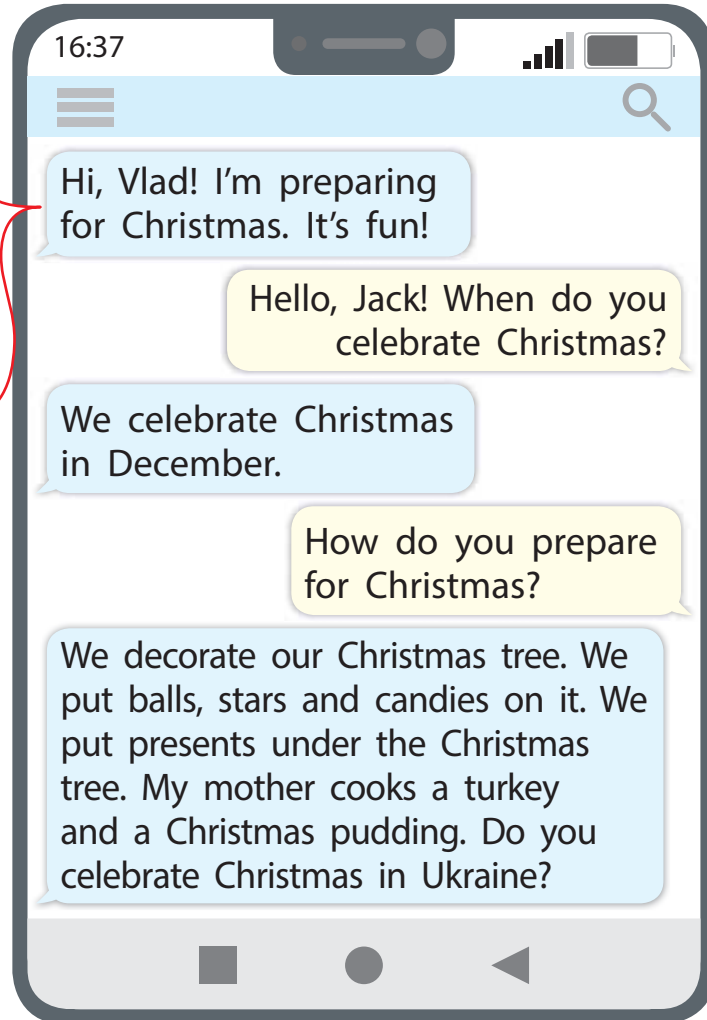 16:37
Hi, Vlad! I'm preparing
for Christmas. It's fun!
Hello, Jack! When do you
celebrate Christmas?
We celebrate Christmas
in December.
How do you prepare
for Christmas?
We decorate our Christmas tree. We
put balls, stars and candies on it. We
put presents under the Christmas
tree. My mother cooks a turkey
and a Christmas pudding. Do you
celebrate Christmas in Ukraine?